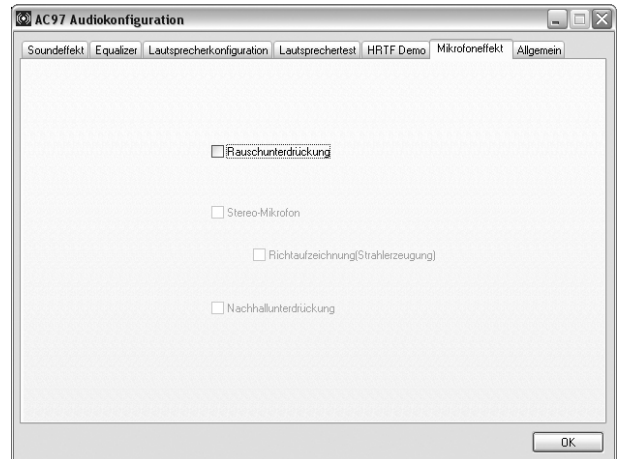 AC97 Audiokonfiguration
Soundeffekt Equalizer Lautsprecherkonfiguration Lautsprechertest HRTF Demo Mikrofoneffekt Allgemein
Rauschunterdrückung
Stereo-Mikrofon
Richtaufzeichnung(Strahlerzeugung)
Nachhallunterdrückung
OK